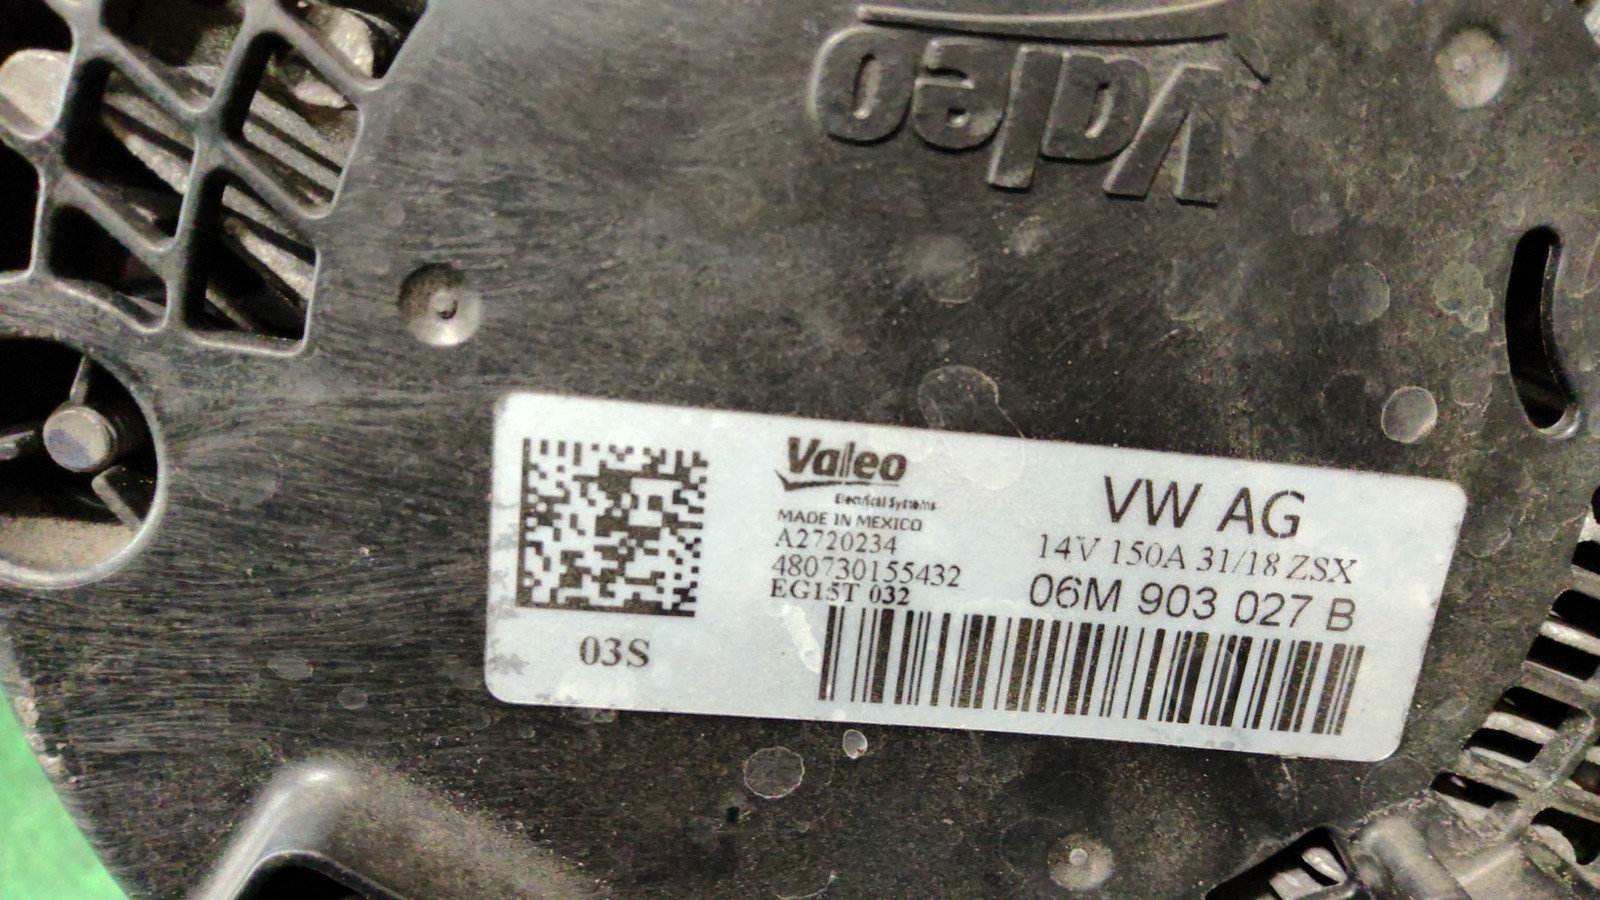 Valeo
Valeo
Electrical Systems
MADE IN MEXICO
A2720234
480730155432
EG15T 032
VW AG
14V 150A 31/18 ZSX
06M 903 027 B
03S